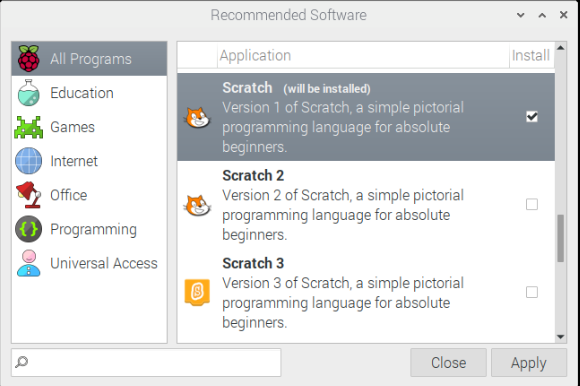 Recommended Software
All Programs
Education
Games
Internet
Office
Programming
Universal Access
Application
Install
Scratch (will be installed)
Version 1 of Scratch, a simple pictorial
programming language for absolute
beginners.
Scratch 2
Version 2 of Scratch, a simple pictorial
programming language for absolute
beginners.
Scratch 3
Version 3 of Scratch, a simple pictorial
programming language for absolute
beginners.
Close
Apply